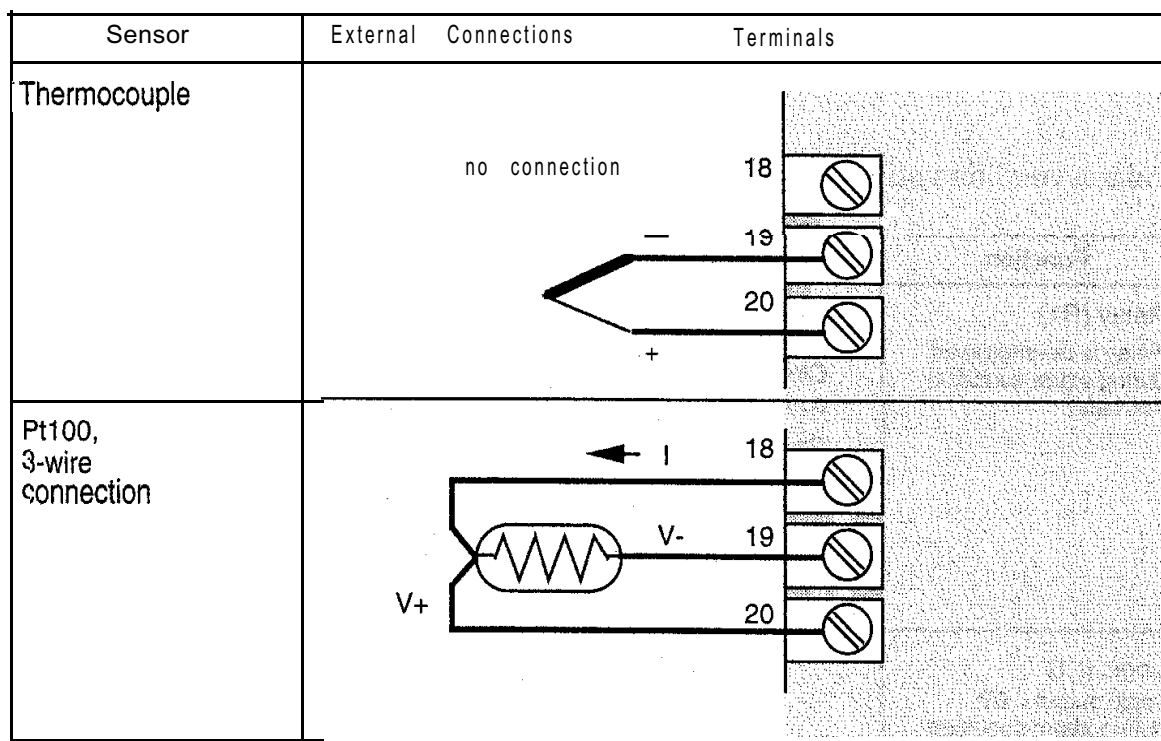 Sensor External Connections Terminals
Thermocouple
no connection 18
— 19
20
+
Pt100,
3-wire
connection
I 18
V- 19
V+ 20